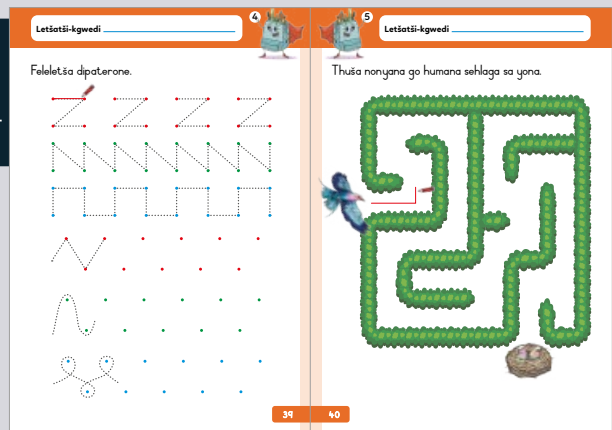 Letšatši-kgwedi
4
Feleletša dipaterone.
39
5
Letšatši-kgwedi
Thuša nonyana go humana sehlaga sa yona.
40